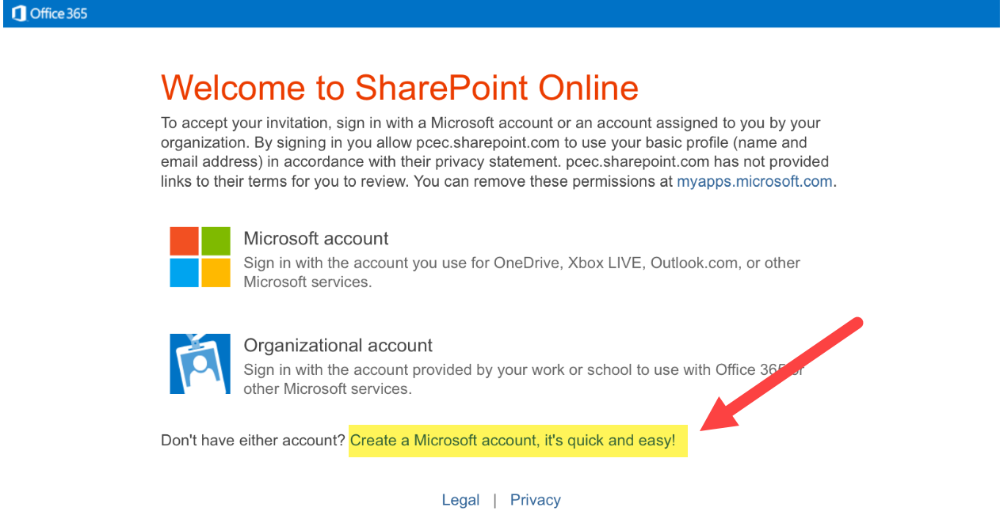 Office 365
Welcome to SharePoint Online
To accept your invitation, sign in with a Microsoft account or an account assigned to you by your
organization. By signing in you allow pcec.sharepoint.com to use your basic profile (name and
email address) in accordance with their privacy statement. pcec.sharepoint.com has not provided
links to their terms for you to review. You can remove these permissions at myapps.microsoft.com.
Microsoft account
Sign in with the account you use for OneDrive, Xbox LIVE, Outlook.com, or other
Microsoft services.
Organizational account
Sign in with the account provided by your work or school to use with Office 365 or
other Microsoft services.
Don't have either account? Create a Microsoft account, it's quick and easy!
Legal | Privacy